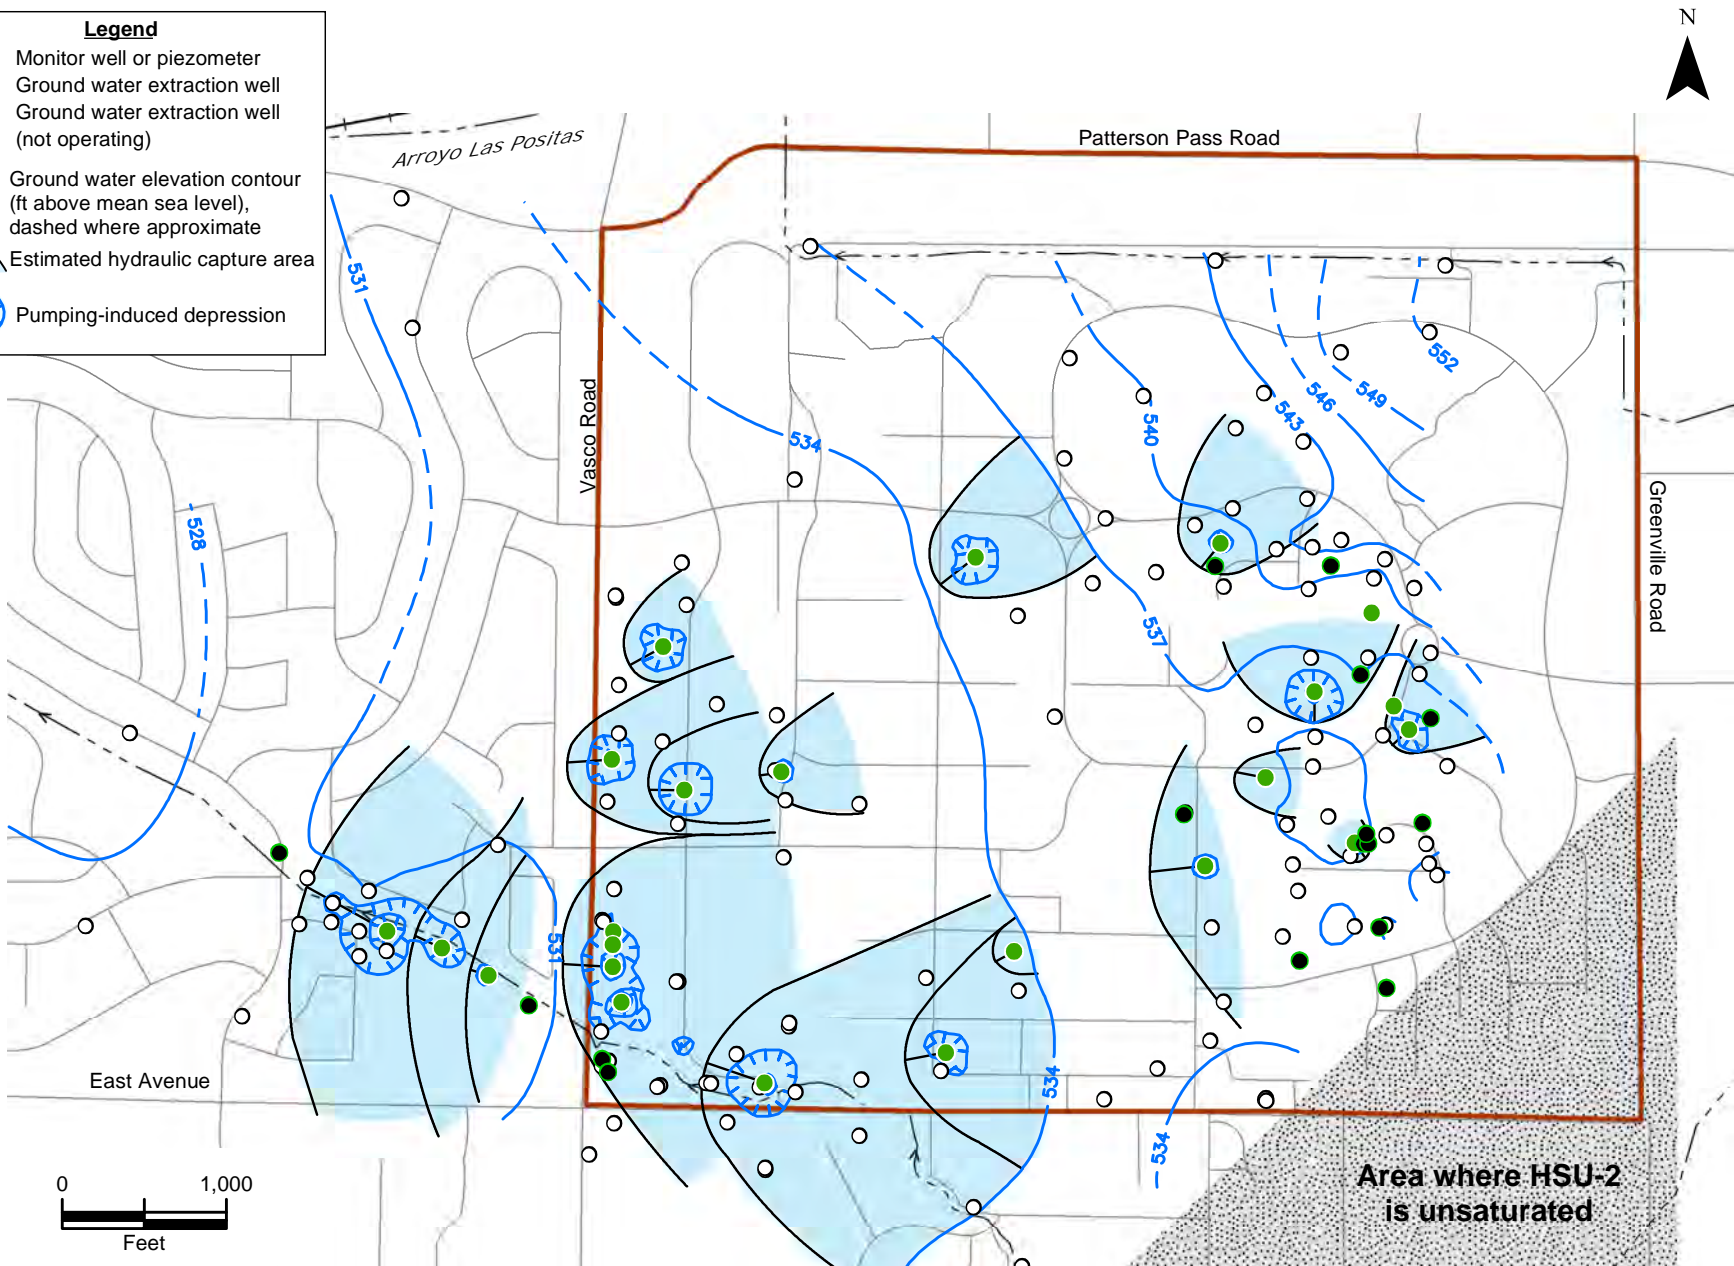 Legend
Monitor well or piezometer
Ground water extraction well
Ground water extraction well
(not operating)
Ground water elevation contour
(ft above mean sea level),
dashed where approximate
Estimated hydraulic capture area
Pumping-induced depression
N
Arroyo Las Positas
Patterson Pass Road
531
552
549
546
543
540
534
Vasco Road
528
Greenville Road
537
531
534
534
East Avenue
0 1,000
Feet
Area where HSU-2
is unsaturated